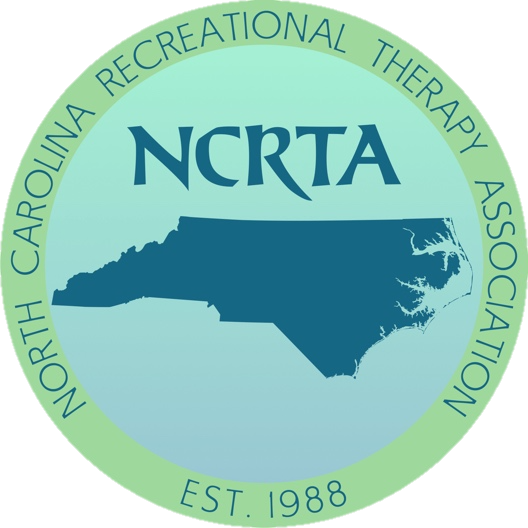 NORTH CAROLINA RECREATIONAL THERAPY ASSOCIATION
NCRTA
EST. 1988